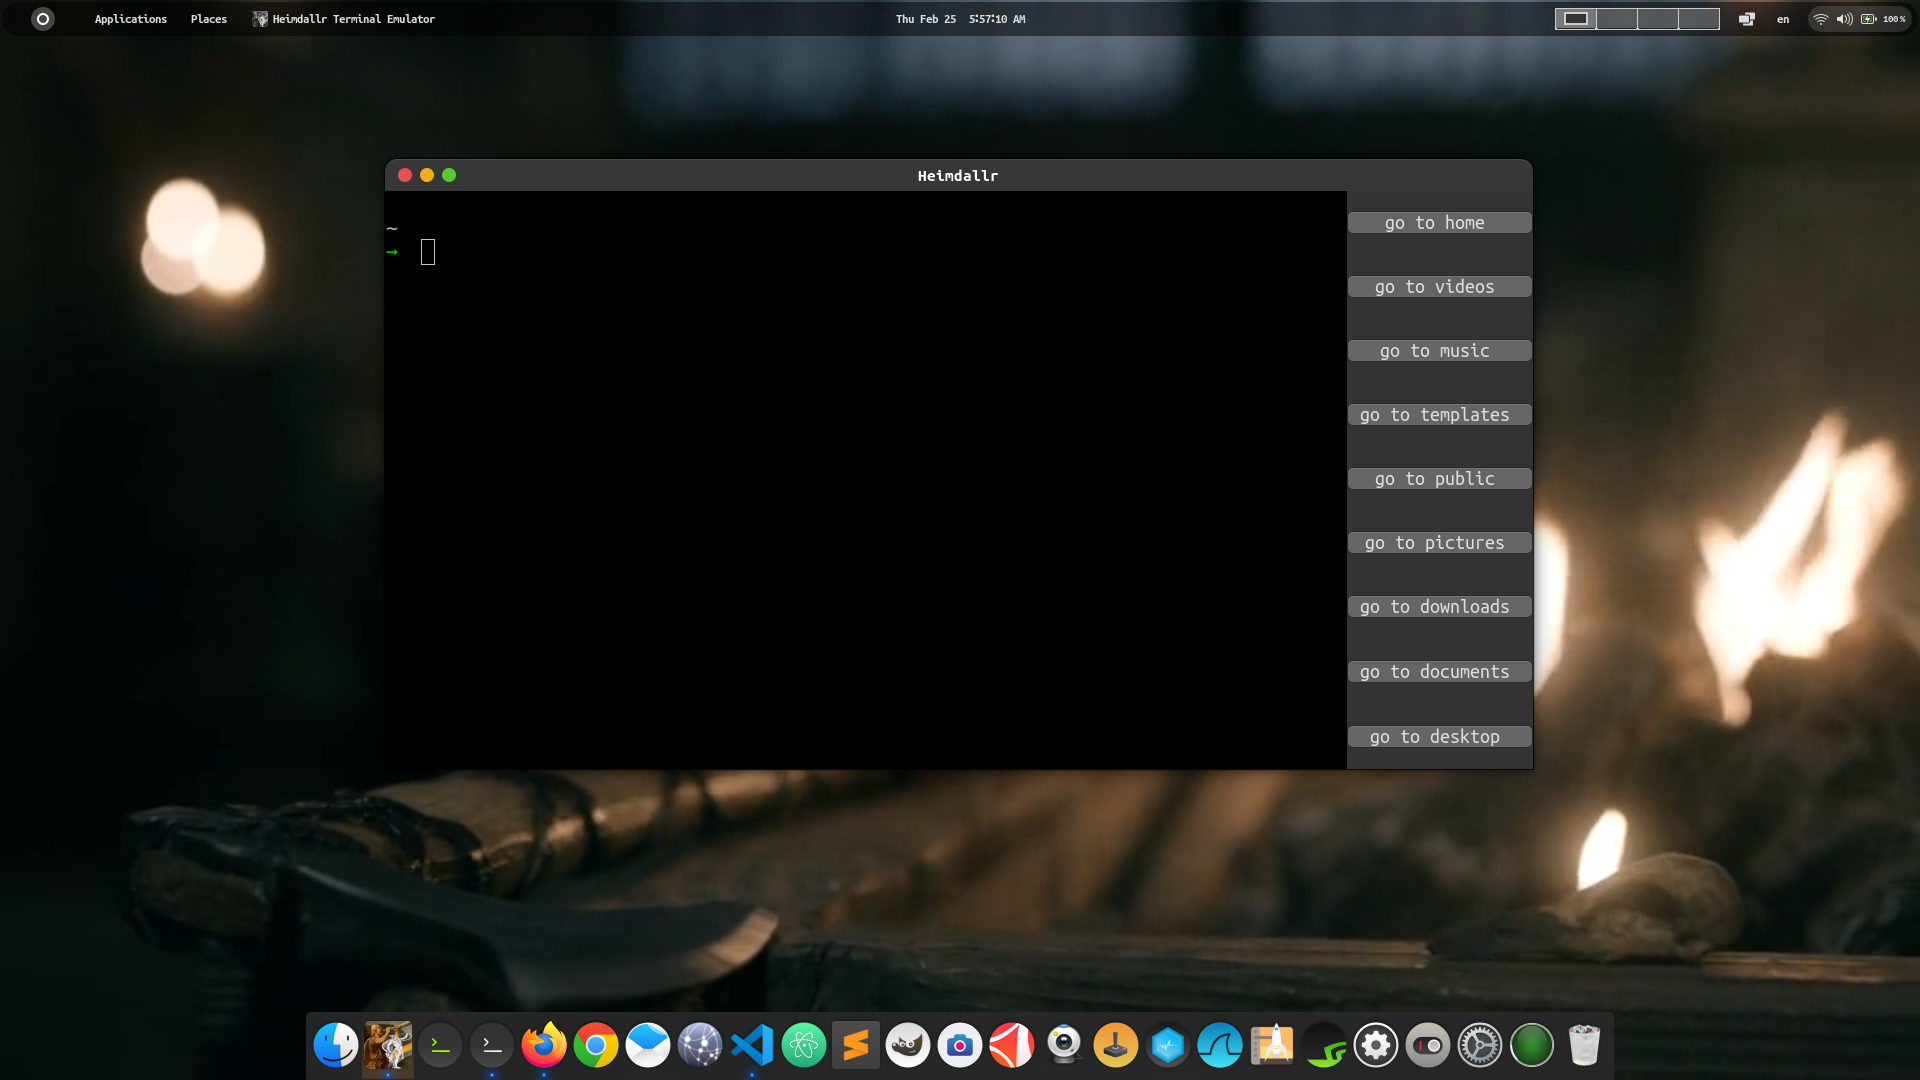 Applications Places Heimdallr Terminal Emulator Thu Feb 25 5:57:10 AM en 100%
Heimdallr
~
→
go to home
go to videos
go to music
go to templates
go to public
go to pictures
go to downloads
go to documents
go to desktop